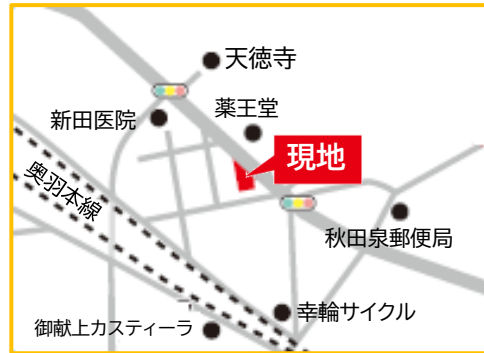 天徳寺
新田医院
薬王堂
現地
奥羽本線
秋田泉郵便局
幸輪サイクル
御献上カスティーラ